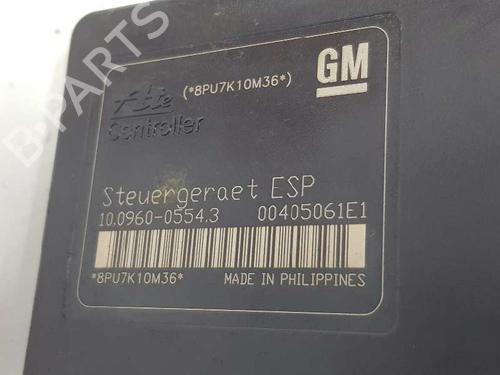 B-PARTS
(*8PU7K10M36*)
GM
Ate
Controller
Steuergeraet ESP
10.0960-0554.3 00405061E1
*8PU7K10M36* MADE IN PHILIPPINES